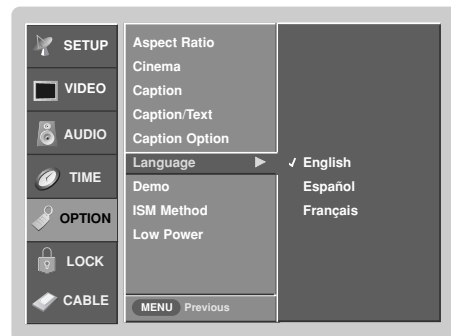 SETUP
VIDEO
AUDIO
TIME
OPTION
LOCK
CABLE
Aspect Ratio
Cinema
Caption
Caption/Text
Caption Option
Language
Demo
ISM Method
Low Power
MENU Previous
English
Español
Français